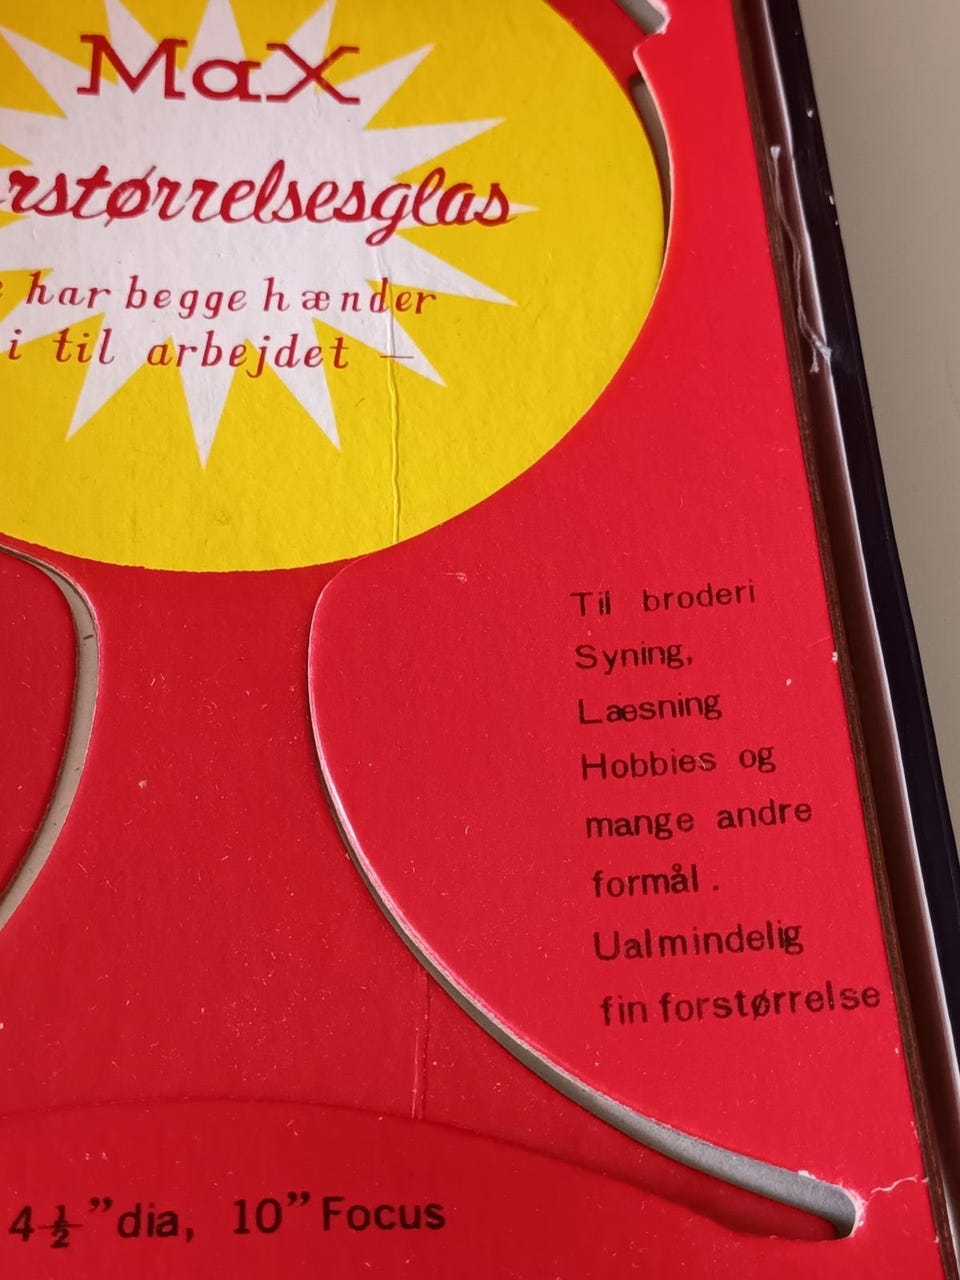 MaX
rstørrelsesglas
har begge hænder
i til arbejdet —
Til broderi
Syning,
Læsning
Hobbies og
mange andre
formål.
Ualmindelig
fin forstørrelse
4½” dia, 10” Focus